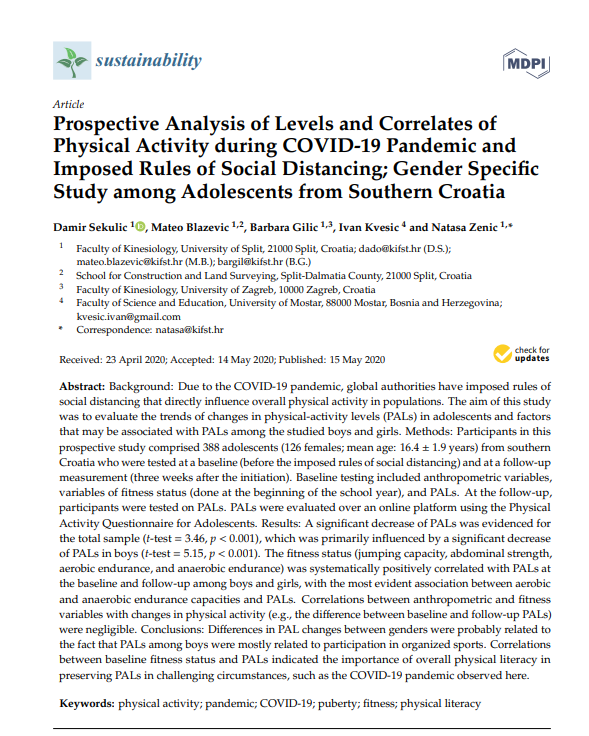 sustainability
MDPI
Article
Prospective Analysis of Levels and Correlates of
Physical Activity during COVID-19 Pandemic and
Imposed Rules of Social Distancing; Gender Specific
Study among Adolescents from Southern Croatia
Damir Sekulic 1 iD, Mateo Blazevic 1,2, Barbara Gilic 1,3, Ivan Kvesic 4 and Natasa Zenic 1,*
1 Faculty of Kinesiology, University of Split, 21000 Split, Croatia; dado@kifst.hr (D.S.);
mateo.blazevic@kifst.hr (M.B.); bargil@kifst.hr (B.G.)
2 School for Construction and Land Surveying, Split-Dalmatia County, 21000 Split, Croatia
3 Faculty of Kinesiology, University of Zagreb, 10000 Zagreb, Croatia
4 Faculty of Science and Education, University of Mostar, 88000 Mostar, Bosnia and Herzegovina;
kvesic.ivan@gmail.com
* Correspondence: natasa@kifst.hr
Received: 23 April 2020; Accepted: 14 May 2020; Published: 15 May 2020
check for
updates
Abstract: Background: Due to the COVID-19 pandemic, global authorities have imposed rules of
social distancing that directly influence overall physical activity in populations. The aim of this study
was to evaluate the trends of changes in physical-activity levels (PALs) in adolescents and factors
that may be associated with PALs among the studied boys and girls. Methods: Participants in this
prospective study comprised 388 adolescents (126 females; mean age: 16.4 ± 1.9 years) from southern
Croatia who were tested at a baseline (before the imposed rules of social distancing) and at a follow-up
measurement (three weeks after the initiation). Baseline testing included anthropometric variables,
variables of fitness status (done at the beginning of the school year), and PALs. At the follow-up,
participants were tested on PALs. PALs were evaluated over an online platform using the Physical
Activity Questionnaire for Adolescents. Results: A significant decrease of PALs was evidenced for
the total sample (t-test = 3.46, p < 0.001), which was primarily influenced by a significant decrease
of PALs in boys (t-test = 5.15, p < 0.001). The fitness status (jumping capacity, abdominal strength,
aerobic endurance, and anaerobic endurance) was systematically positively correlated with PALs at
the baseline and follow-up among boys and girls, with the most evident association between aerobic
and anaerobic endurance capacities and PALs. Correlations between anthropometric and fitness
variables with changes in physical activity (e.g., the difference between baseline and follow-up PALs)
were negligible. Conclusions: Differences in PAL changes between genders were probably related to
the fact that PALs among boys were mostly related to participation in organized sports. Correlations
between baseline fitness status and PALs indicated the importance of overall physical literacy in
preserving PALs in challenging circumstances, such as the COVID-19 pandemic observed here.
Keywords: physical activity; pandemic; COVID-19; puberty; fitness; physical literacy